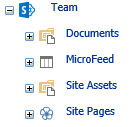 Team
Documents
MicroFeed
Site Assets
Site Pages